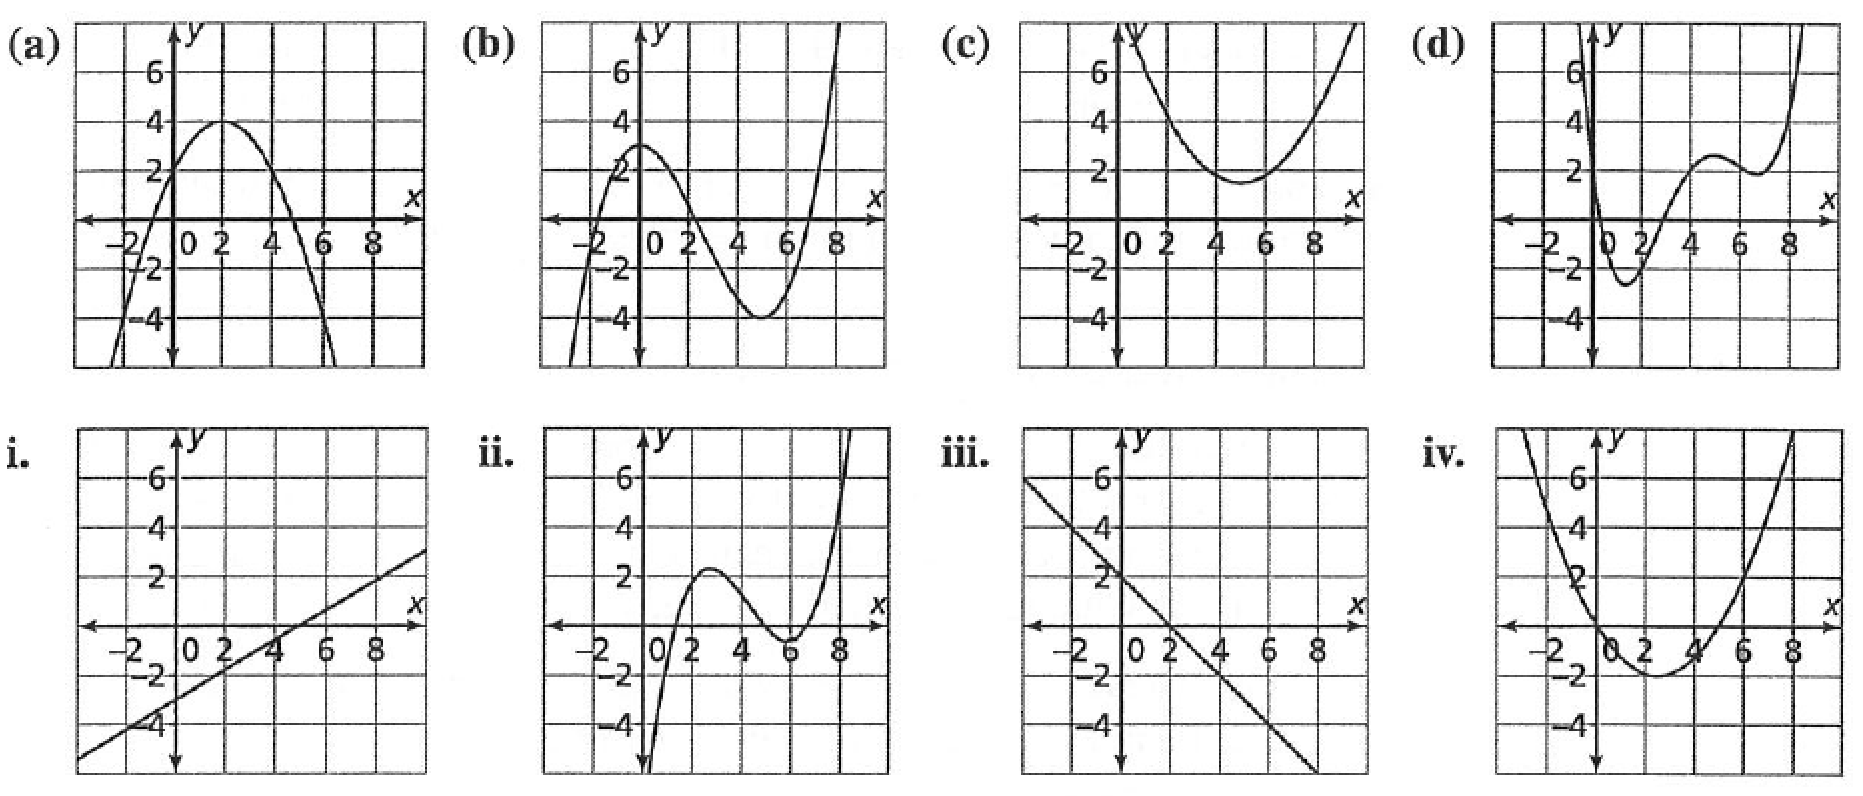 (a) y 6 4 2 x -2 0 2 4 6 8 -2 -4
(b) y 6 4 2 x -2 0 2 4 6 8 -2 -4
(c) y 6 4 2 x -2 0 2 4 6 8 -2 -4
(d) y 6 4 2 x -2 0 2 4 6 8 -2 -4
i. y 6 4 2 x -2 0 2 4 6 8 -2 -4
ii. y 6 4 2 x -2 0 2 4 6 8 -2 -4
iii. y 6 4 2 x -2 0 2 4 6 8 -2 -4
iv. y 6 4 2 x -2 0 2 4 6 8 -2 -4